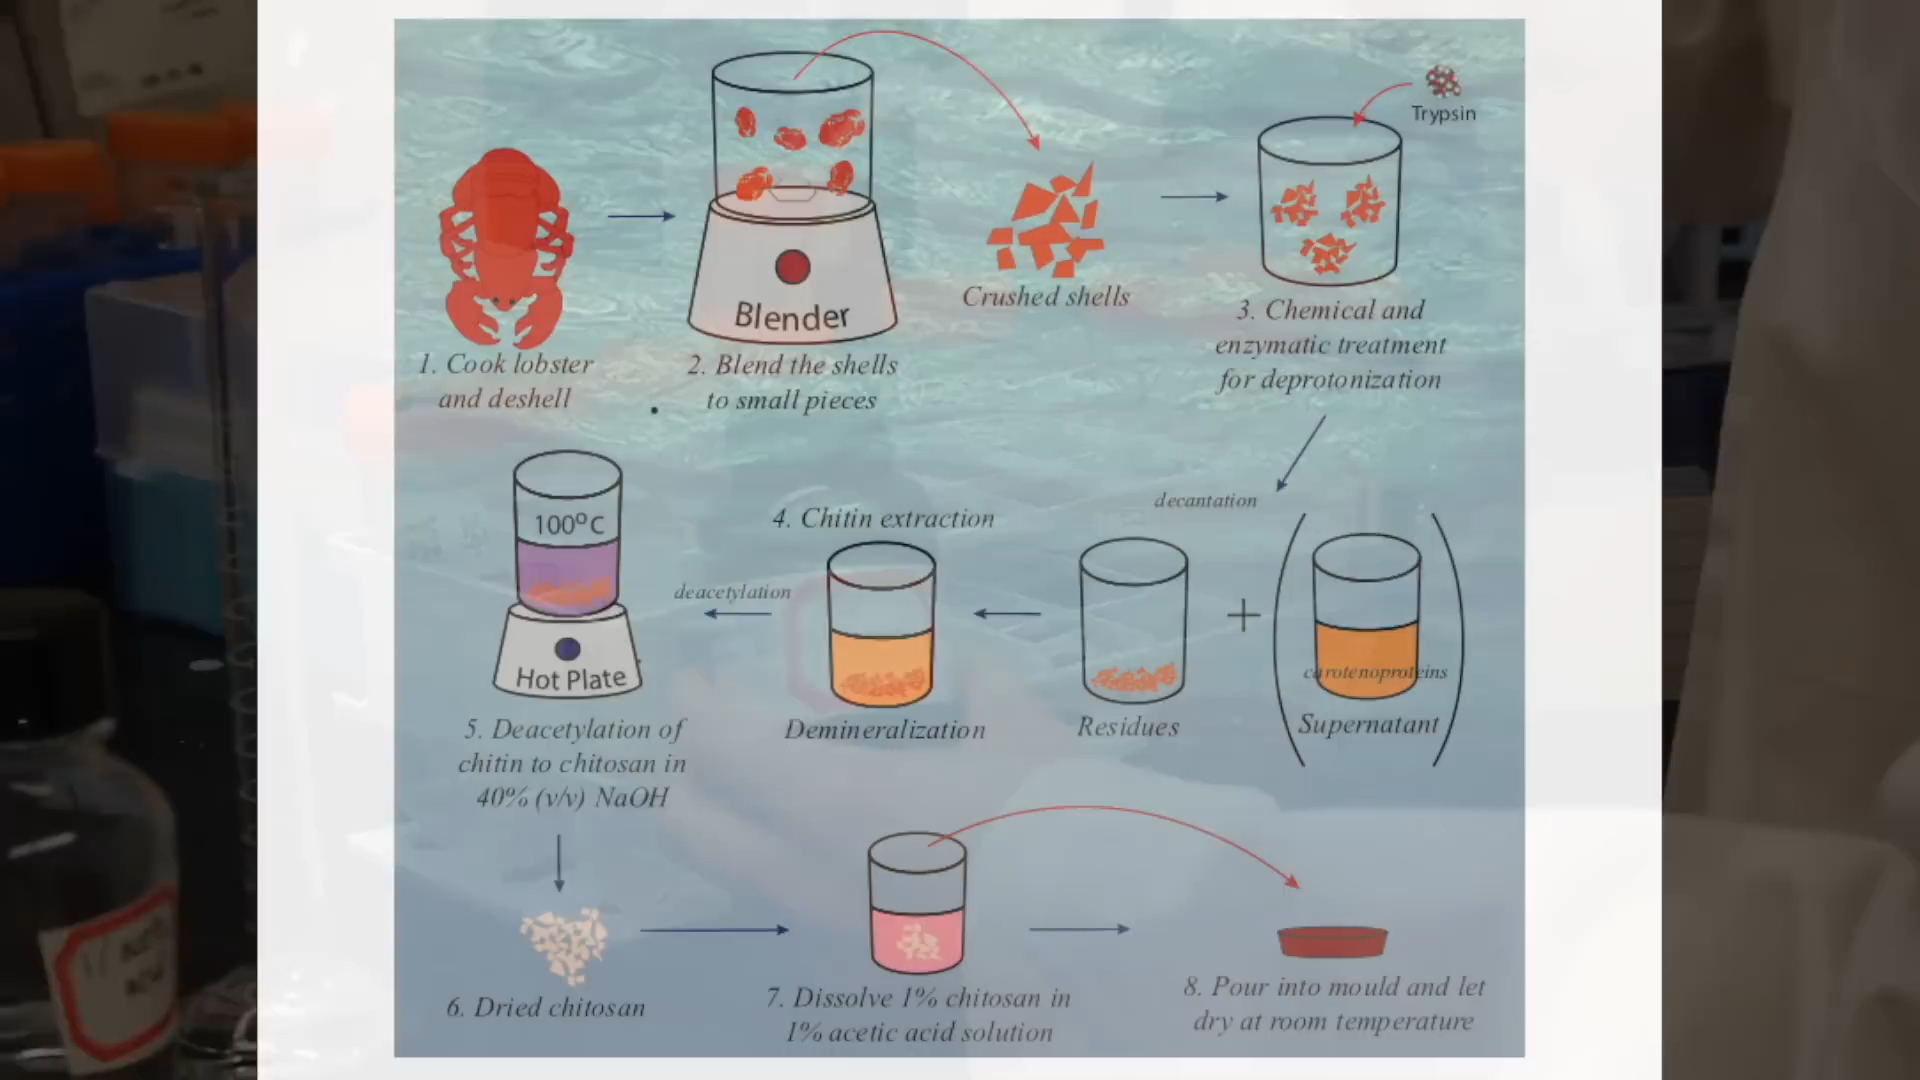 Trypsin
Blender
Crushed shells
1. Cook lobster
and deshell
2. Blend the shells
to small pieces
3. Chemical and
enzymatic treatment
for deprotonization
decantation
100°C
4. Chitin extraction
deacetylation
Hot Plate
carotenoproteins
5. Deacetylation of
chitin to chitosan in
40% (v/v) NaOH
Demineralization
Residues
+
Supernatant
6. Dried chitosan
7. Dissolve 1% chitosan in
1% acetic acid solution
8. Pour into mould and let
dry at room temperature